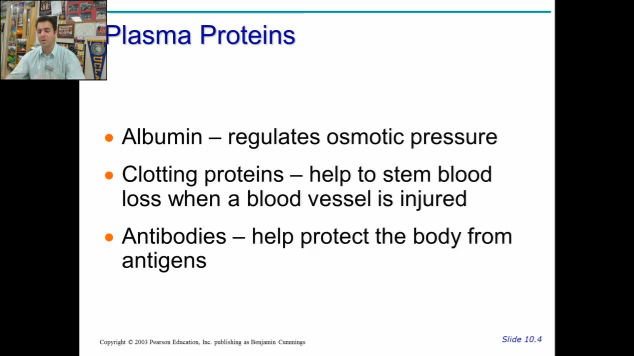 UCLA
Plasma Proteins
• Albumin – regulates osmotic pressure
• Clotting proteins – help to stem blood
loss when a blood vessel is injured
• Antibodies – help protect the body from
antigens
Copyright © 2003 Pearson Education, Inc. publishing as Benjamin Cummings
Slide 10.4